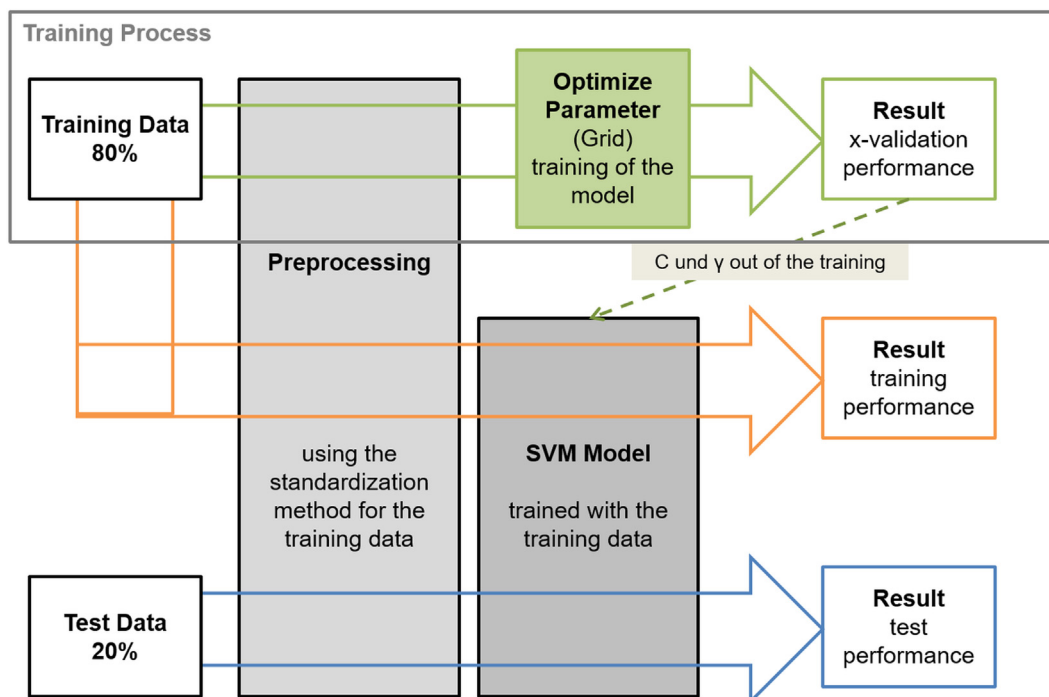 Training Process
Training Data
80%
Optimize
Parameter
(Grid)
training of the
model
Result
x-validation
performance
Preprocessing
C und γ out of the training
Result
training
performance
using the
standardization
method for the
training data
SVM Model
trained with the
training data
Test Data
20%
Result
test
performance